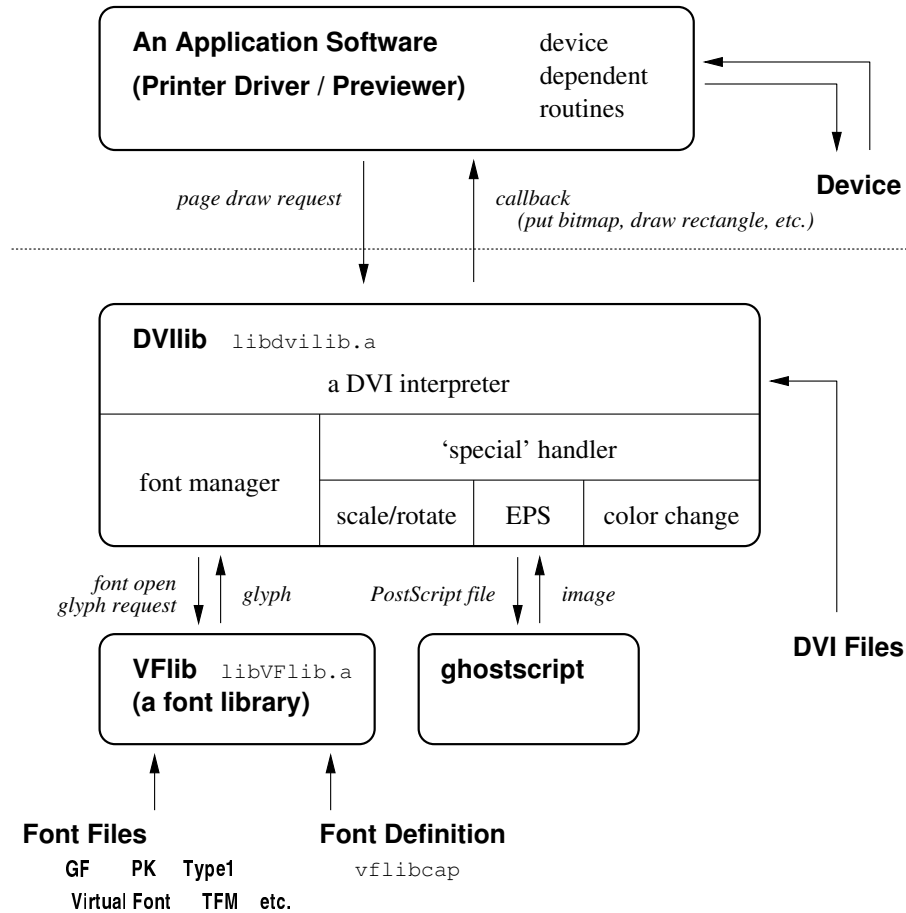 An Application Software
(Printer Driver / Previewer)
device
dependent
routines
Device
page draw request
callback
(put bitmap, draw rectangle, etc.)
DVIlib libdvilib.a
a DVI interpreter
font manager
‘special’ handler
scale/rotate EPS color change
font open
glyph request
glyph
PostScript file
image
DVI Files
VFlib libVFlib.a
(a font library)
ghostscript
Font Files
GF PK Type1
Virtual Font TFM etc.
Font Definition
vflibcap